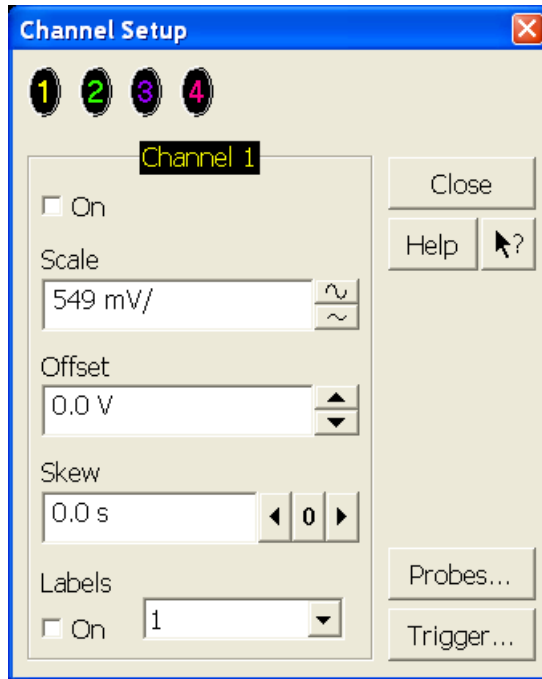 Channel Setup
1 2 3 4
Channel 1
On
Scale
549 mV/
Offset
0.0 V
Skew
0.0 s
0
Labels
On
1
Close
Help
?
Probes...
Trigger...